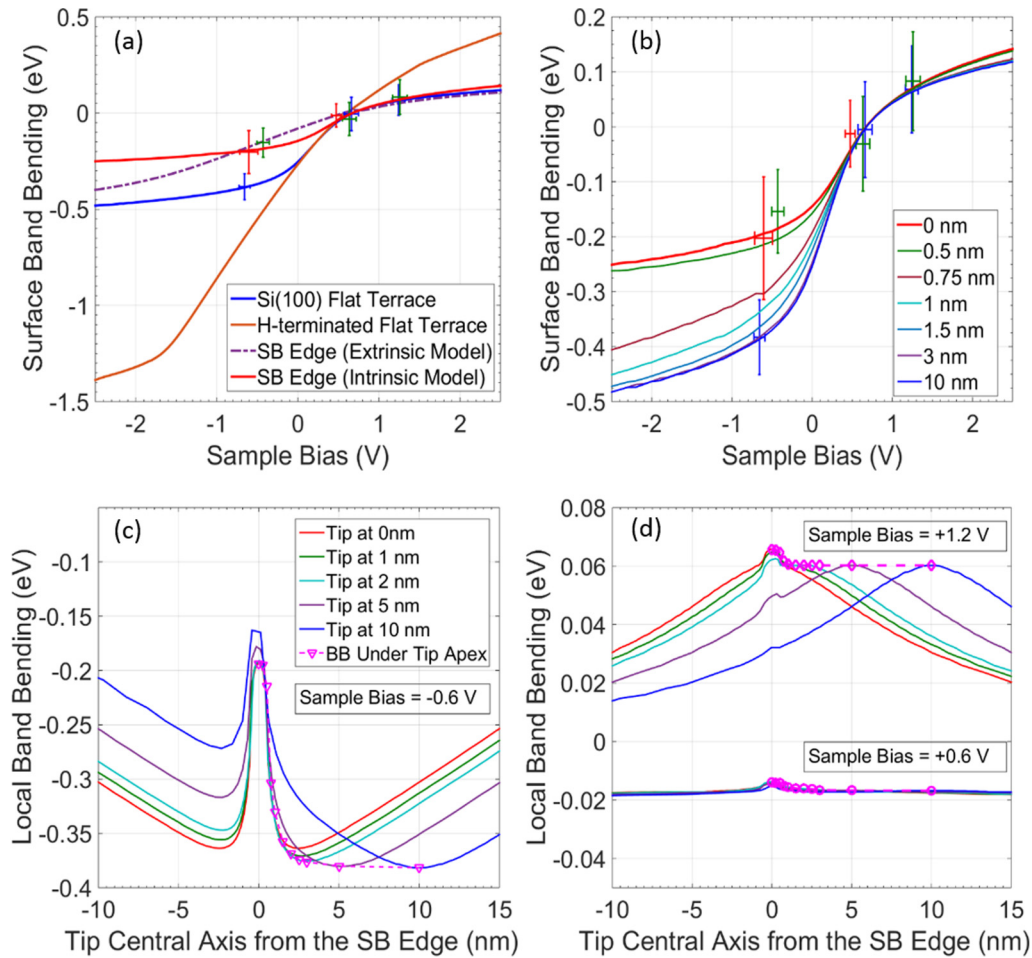 (a)
Surface Band Bending (eV)
0.5
0
-0.5
-1
-1.5
-2
-1
0
1
2
Sample Bias (V)
Si(100) Flat Terrace
H-terminated Flat Terrace
SB Edge (Extrinsic Model)
SB Edge (Intrinsic Model)
(b)
Surface Band Bending (eV)
0.2
0.1
0
-0.1
-0.2
-0.3
-0.4
-0.5
-2
-1
0
1
2
Sample Bias (V)
0 nm
0.5 nm
0.75 nm
1 nm
1.5 nm
3 nm
10 nm
(c)
Local Band Bending (eV)
-0.1
-0.15
-0.2
-0.25
-0.3
-0.35
-0.4
-10
-5
0
5
10
15
Tip Central Axis from the SB Edge (nm)
Tip at 0nm
Tip at 1 nm
Tip at 2 nm
Tip at 5 nm
Tip at 10 nm
BB Under Tip Apex
Sample Bias = -0.6 V
(d)
Local Band Bending (eV)
0.08
0.06
0.04
0.02
0
-0.02
-0.04
-10
-5
0
5
10
15
Tip Central Axis from the SB Edge (nm)
Sample Bias = +1.2 V
Sample Bias = +0.6 V